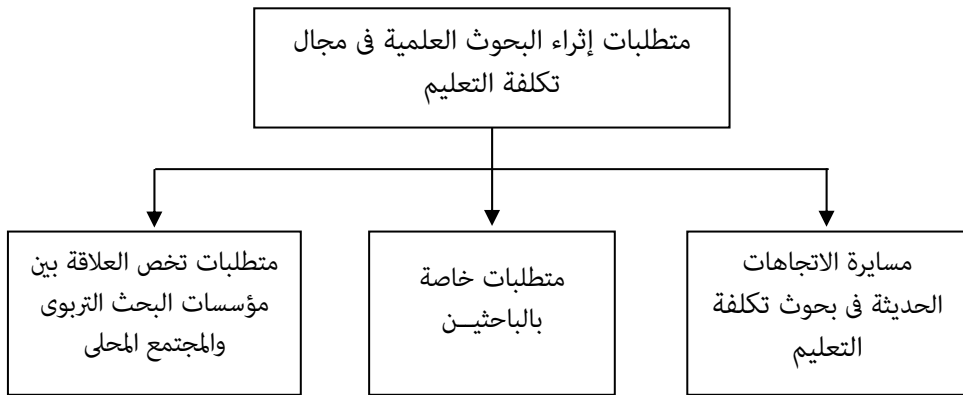 متطلبات إثراء البحوث العلمية فى مجال
تكلفة التعليم
مسايرة الاتجاهات
الحديثة فى بحوث تكلفة
التعليم
متطلبات خاصة
بالباحثيــن
متطلبات تخص العلاقة بين
مؤسسات البحث التربوى
والمجتمع المحلى